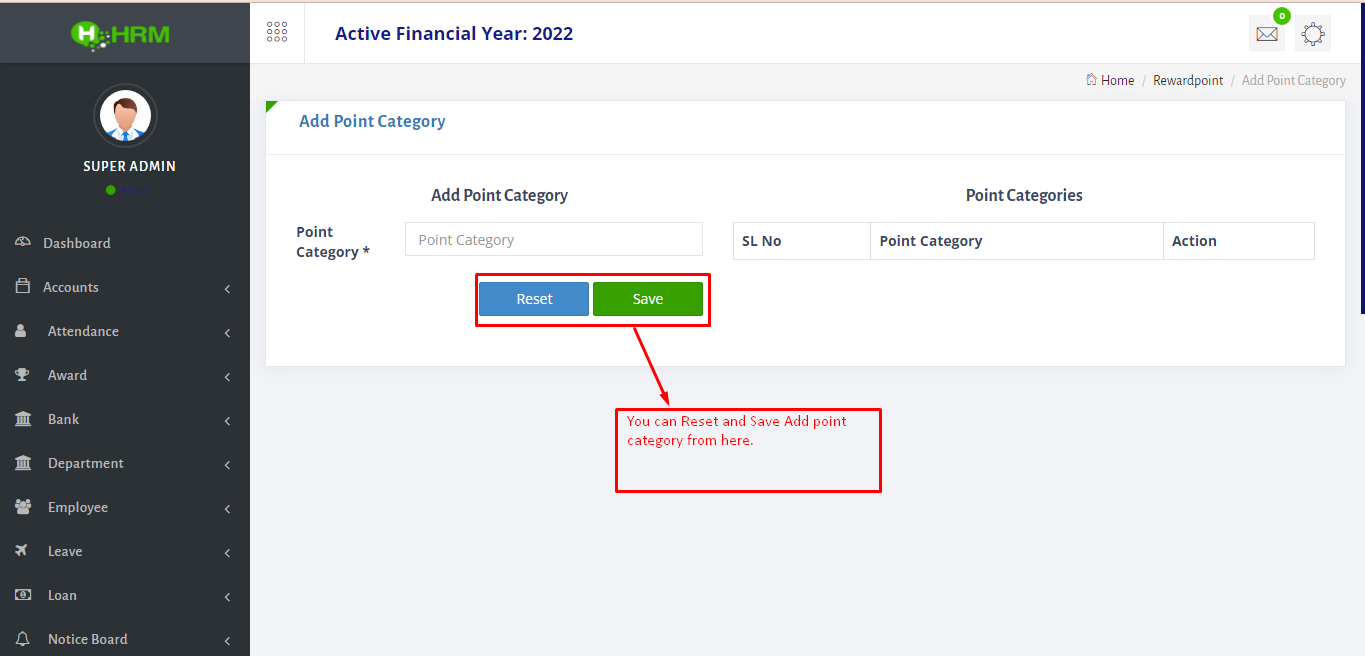 HRM
Active Financial Year: 2022
0
Home / Rewardpoint / Add Point Category
SUPER ADMIN
Add Point Category
Add Point Category
Point Categories
Point
Category *
Point Category
SL No
Point Category
Action
Reset
Save
You can Reset and Save Add point
category from here.
Dashboard
Accounts
Attendance
Award
Bank
Department
Employee
Leave
Loan
Notice Board